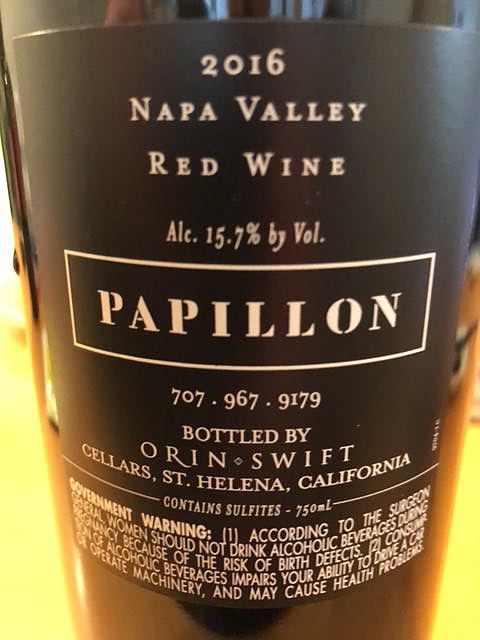 2016
NAPA VALLEY
RED WINE
Alc. 15.7% by Vol.
PAPILLON
707 . 967 . 9179
BOTTLED BY
ORIN SWIFT
CELLARS, ST. HELENA, CALIFORNIA
CONTAINS SULFITES - 750mL
GOVERNMENT WARNING: (1) ACCORDING TO THE SURGEON
GENERAL, WOMEN SHOULD NOT DRINK ALCOHOLIC BEVERAGES DURING
PREGNANCY BECAUSE OF THE RISK OF BIRTH DEFECTS. (2) CONSUMP
OF ALCOHOLIC BEVERAGES IMPAIRS YOUR ABILITY TO DRIVE A CAR
OR OPERATE MACHINERY, AND MAY CAUSE HEALTH PROBLEMS.